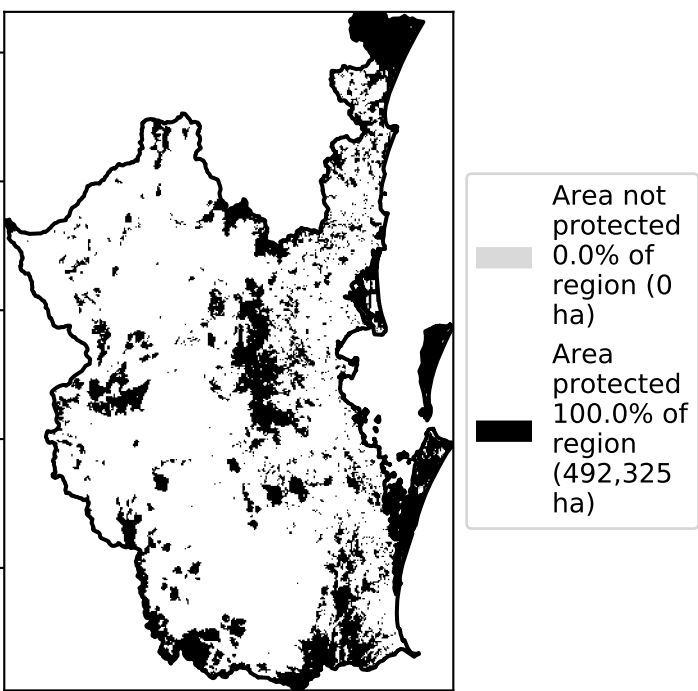 Area not
protected
0.0% of
region (0
ha)
Area
protected
100.0% of
region
(492,325
ha)